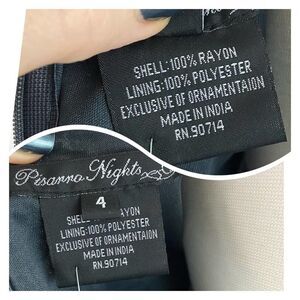 SHELL:100% RAYON
LINING:100% POLYESTER
EXCLUSIVE OF ORNAMENTAION
MADE IN INDIA
RN.90714
Pisarro Nights
4
AYON
LINING:100% POLYESTER
EXCLUSIVE OF ORNAMENTAION
MADE IN INDIA
RN.90714